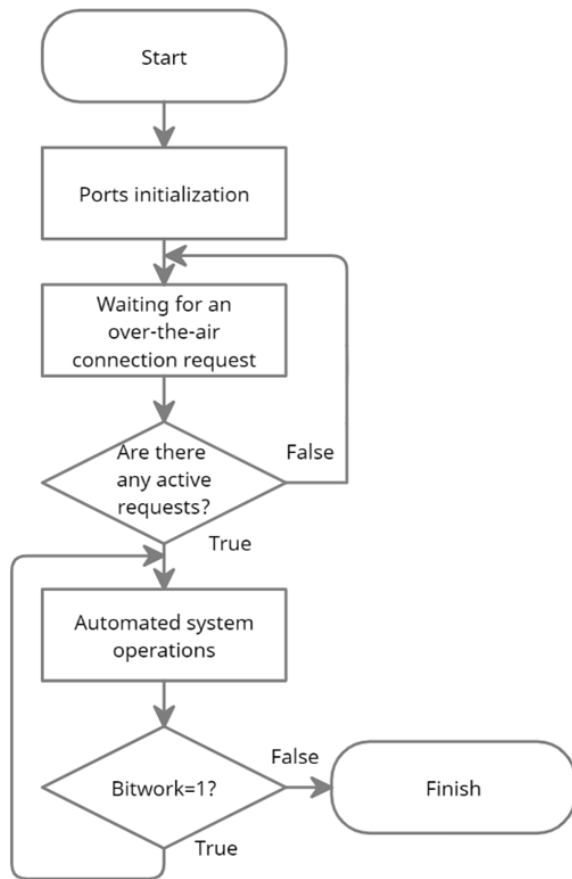 Start
Ports initialization
Waiting for an
over-the-air
connection request
Are there
any active
requests?
False
True
Automated system
operations
Bitwork=1?
False
Finish
True